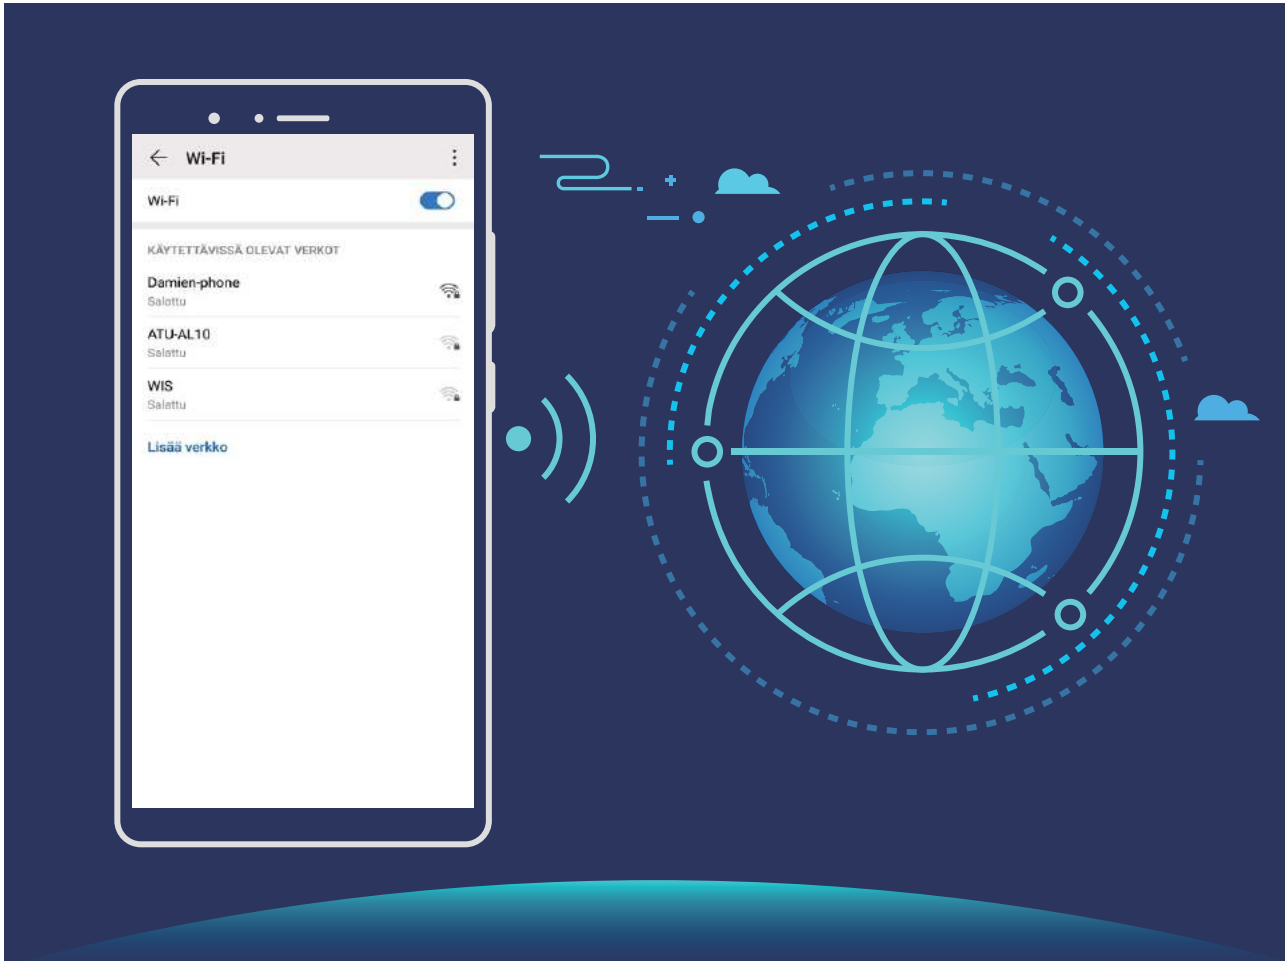 Wi-Fi
Wi-Fi
KÄYTETTÄVISSÄ OLEVAT VERKOT
Damien-phone
Salattu
ATU-AL10
Salattu
WIS
Salattu
Lisää verkko